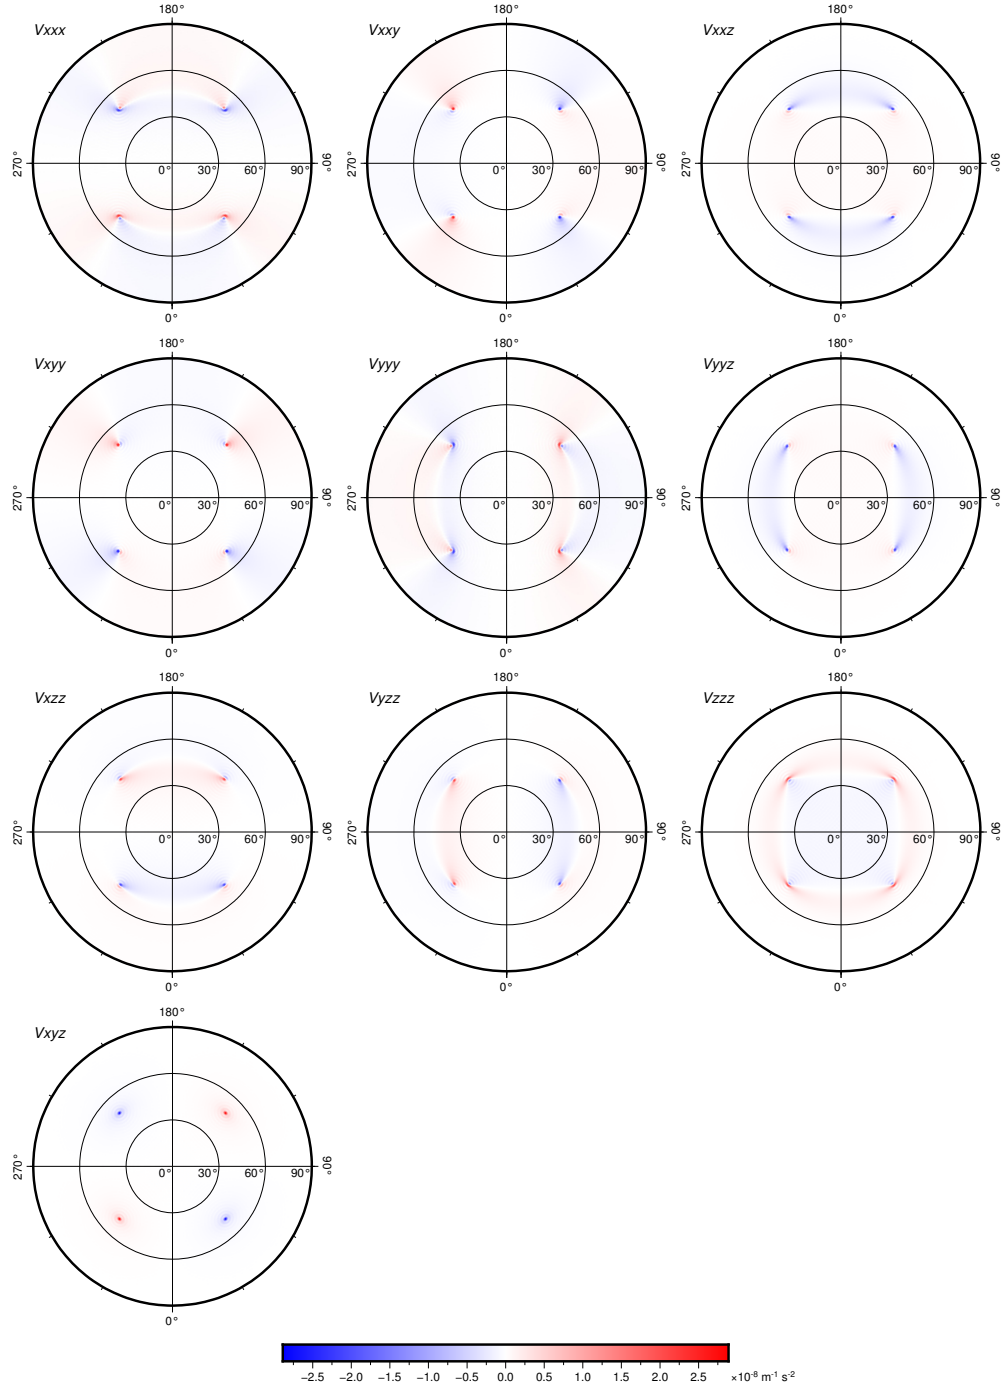 180° 180° 180°
Vxxx Vxxy Vxxz
270° 0° 30° 60° 90° 90° 270° 0° 30° 60° 90° 90° 270° 0° 30° 60° 90° 90°
0° 0° 0°
180° 180° 180°
Vxyy Vyyy Vyyz
270° 0° 30° 60° 90° 90° 270° 0° 30° 60° 90° 90° 270° 0° 30° 60° 90° 90°
0° 0° 0°
180° 180° 180°
Vxzz Vyzz Vzzz
270° 0° 30° 60° 90° 90° 270° 0° 30° 60° 90° 90° 270° 0° 30° 60° 90° 90°
0° 0° 0°
180°
Vxyz
270° 0° 30° 60° 90° 90°
0°
−2.5 −2.0 −1.5 −1.0 −0.5 0.0 0.5 1.0 1.5 2.0 2.5 ×10⁻⁸ m⁻¹ s⁻²